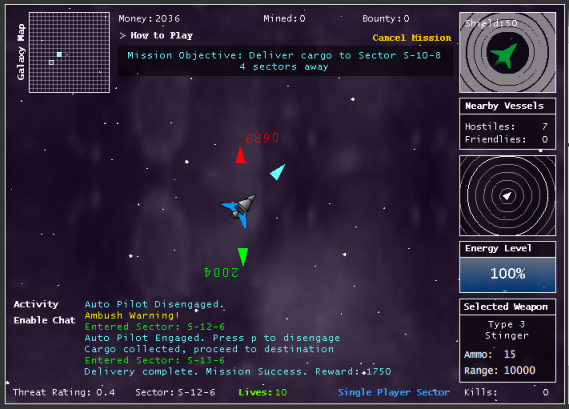 Galaxy Map
Money:2036 Mined:0 Bounty:0
> How to Play
Cancel Mission
Mission Objective: Deliver cargo to Sector S-10-8
4 sectors away
Shield:50
Nearby Vessels
Hostiles: 7
Friendlies: 0
6890
2004
Energy Level
100%
Selected Weapon
Type 3
Stinger
Ammo: 15
Range: 10000
Activity
Enable Chat
Auto Pilot Disengaged.
Ambush Warning!
Entered Sector: S-12-6
Auto Pilot Engaged. Press p to disengage
Cargo collected, proceed to destination
Entered Sector: S-13-6
Delivery complete. Mission Success. Reward: 1750
Threat Rating: 0.4 Sector:S-12-6 Lives:10 Single Player Sector Kills: 0